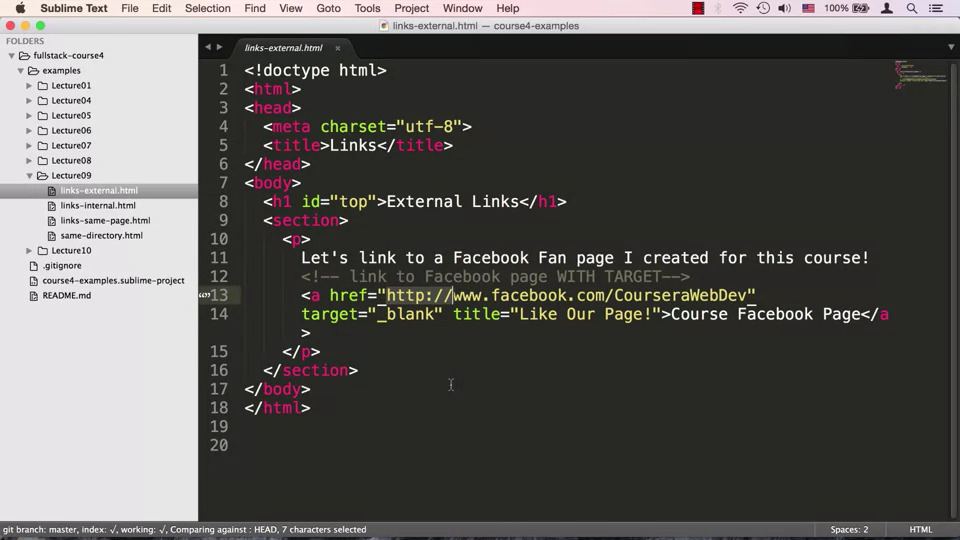 Sublime Text File Edit Selection Find View Goto Tools Project Window Help 100%
links-external.html — course4-examples
FOLDERS
fullstack-course4
examples
Lecture01
Lecture04
Lecture05
Lecture06
Lecture07
Lecture08
Lecture09
links-external.html
links-internal.html
links-same-page.html
same-directory.html
Lecture10
.gitignore
course4-examples.sublime-project
README.md
links-external.html ×
1 <!doctype html>
2 <html>
3 <head>
4 <meta charset="utf-8">
5 <title>Links</title>
6 </head>
7 <body>
8 <h1 id="top">External Links</h1>
9 <section>
10 <p>
11 Let's link to a Facebook Fan page I created for this course!
12 <!-- link to Facebook page WITH TARGET-->
13 <a href="http://www.facebook.com/CourseraWebDev"
14 target="_blank" title="Like Our Page!">Course Facebook Page</a
>
15 </p>
16 </section>
17 </body>
18 </html>
19
20
git branch: master, index: ✓, working: ✓, Comparing against : HEAD, 7 characters selected Spaces: 2 HTML